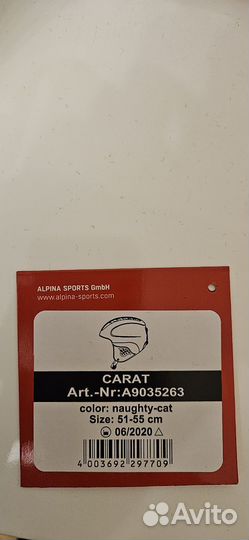 ALPINA SPORTS GmbH
www.alpina-sports.com
CARAT
Art.-Nr:A9035263
color: naughty-cat
Size: 51-55 cm
06/2020
4 003692 297709
Avito